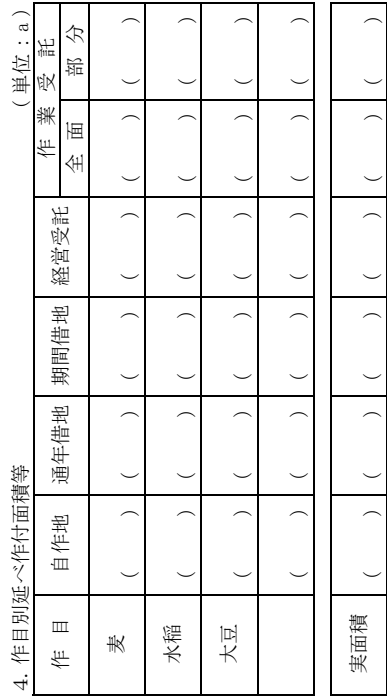 4. 作目別延べ作付面積等 （単位：a）
作 目 自作地 通年借地 期間借地 経営受託 作 業 受 託
全 面 部 分
麦 （ ） （ ） （ ） （ ） （ ） （ ）
水稲 （ ） （ ） （ ） （ ） （ ） （ ）
大豆 （ ） （ ） （ ） （ ） （ ） （ ）
（ ） （ ） （ ） （ ） （ ） （ ）
実面積 （ ） （ ） （ ） （ ） （ ） （ ）